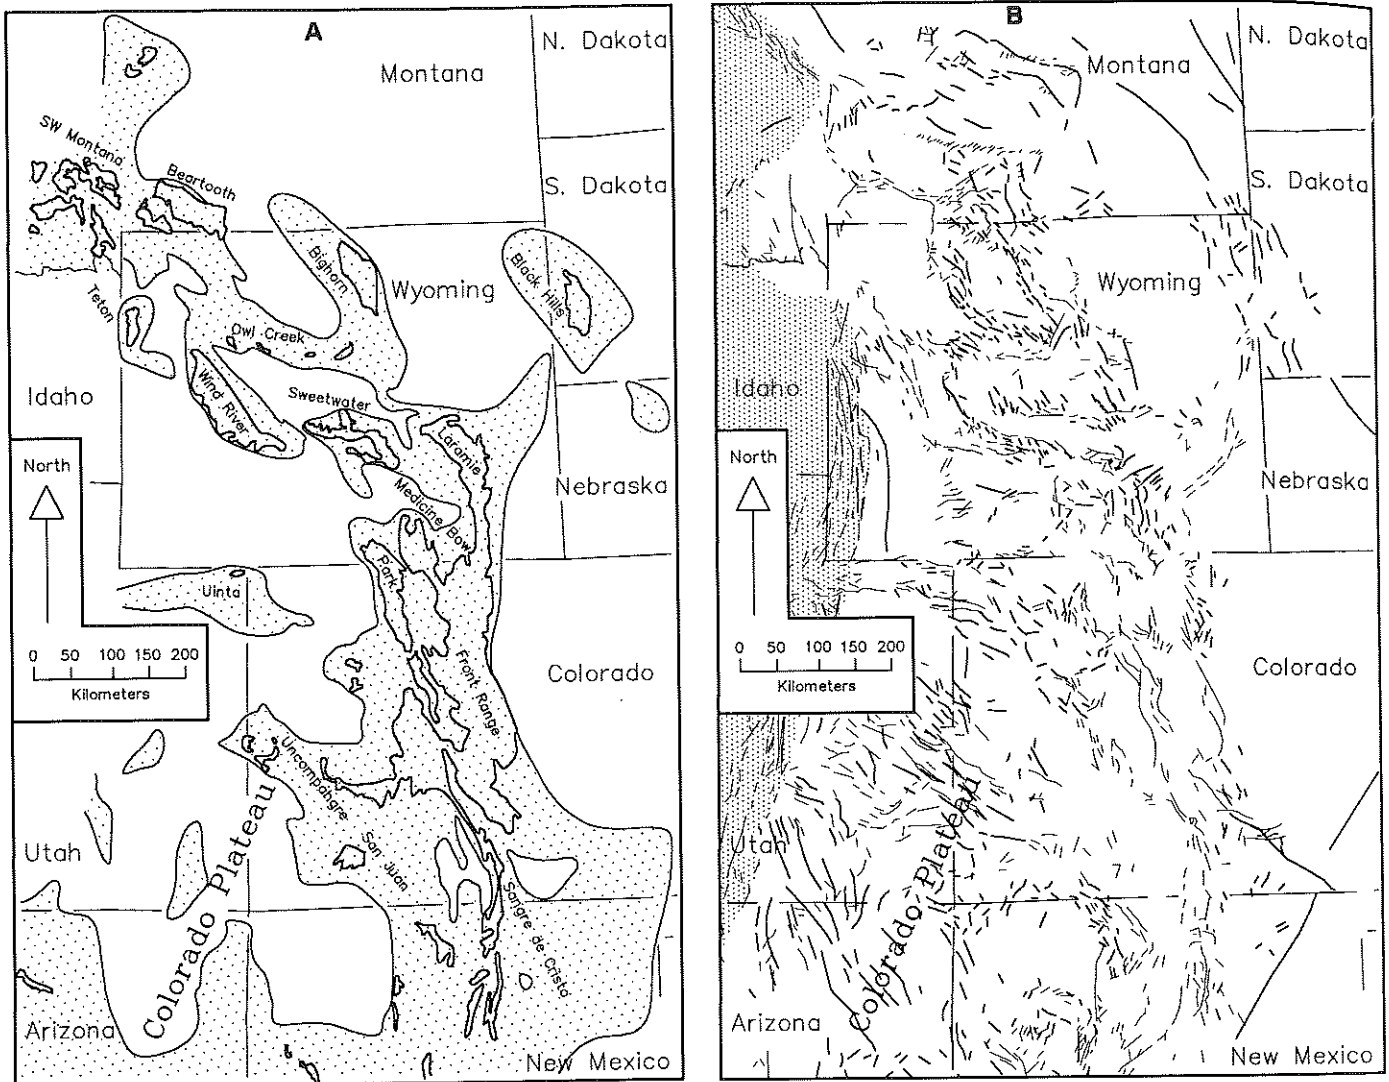 A
N. Dakota
Montana
SW Montana
Beartooth
S. Dakota
Bighorn
Wyoming
Black Hills
Teton
Owl Creek
Idaho
Wind River
Sweetwater
Laramie
North
Nebraska
Medicine Bow
Park
Uinta
0 50 100 150 200
Kilometers
Front Range
Colorado
Uncompahgre
Utah
San Juan
Colorado Plateau
Sangre de Cristo
Arizona
New Mexico
B
N. Dakota
Montana
S. Dakota
Wyoming
Idaho
North
Nebraska
0 50 100 150 200
Kilometers
Colorado
Utah
Colorado Plateau
Arizona
New Mexico